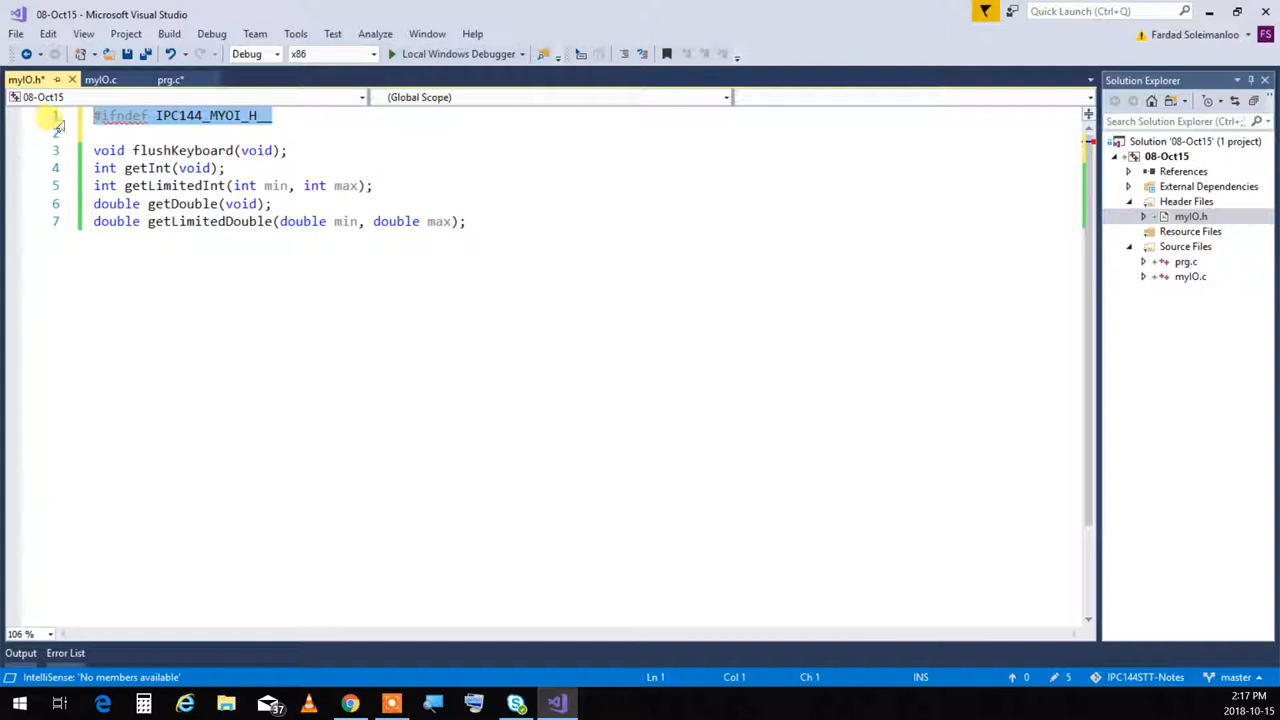 08-Oct15 - Microsoft Visual Studio
Quick Launch (Ctrl+Q)
File Edit View Project Build Debug Team Tools Test Analyze Window Help
Fardad Soleimanloo FS
Debug x86 Local Windows Debugger
myIO.h* myIO.c prg.c*
08-Oct15 (Global Scope)
1 #ifndef IPC144_MYOI_H__
2
3 void flushKeyboard(void);
4 int getInt(void);
5 int getLimitedInt(int min, int max);
6 double getDouble(void);
7 double getLimitedDouble(double min, double max);
Solution Explorer
Search Solution Explorer (Ctrl+;)
Solution '08-Oct15' (1 project)
08-Oct15
References
External Dependencies
Header Files
myIO.h
Resource Files
Source Files
prg.c
myIO.c
106 %
Output Error List
IntelliSense: 'No members available' Ln 1 Col 1 Ch 1 INS 0 5 IPC144STT-Notes master
37
2:17 PM
2018-10-15